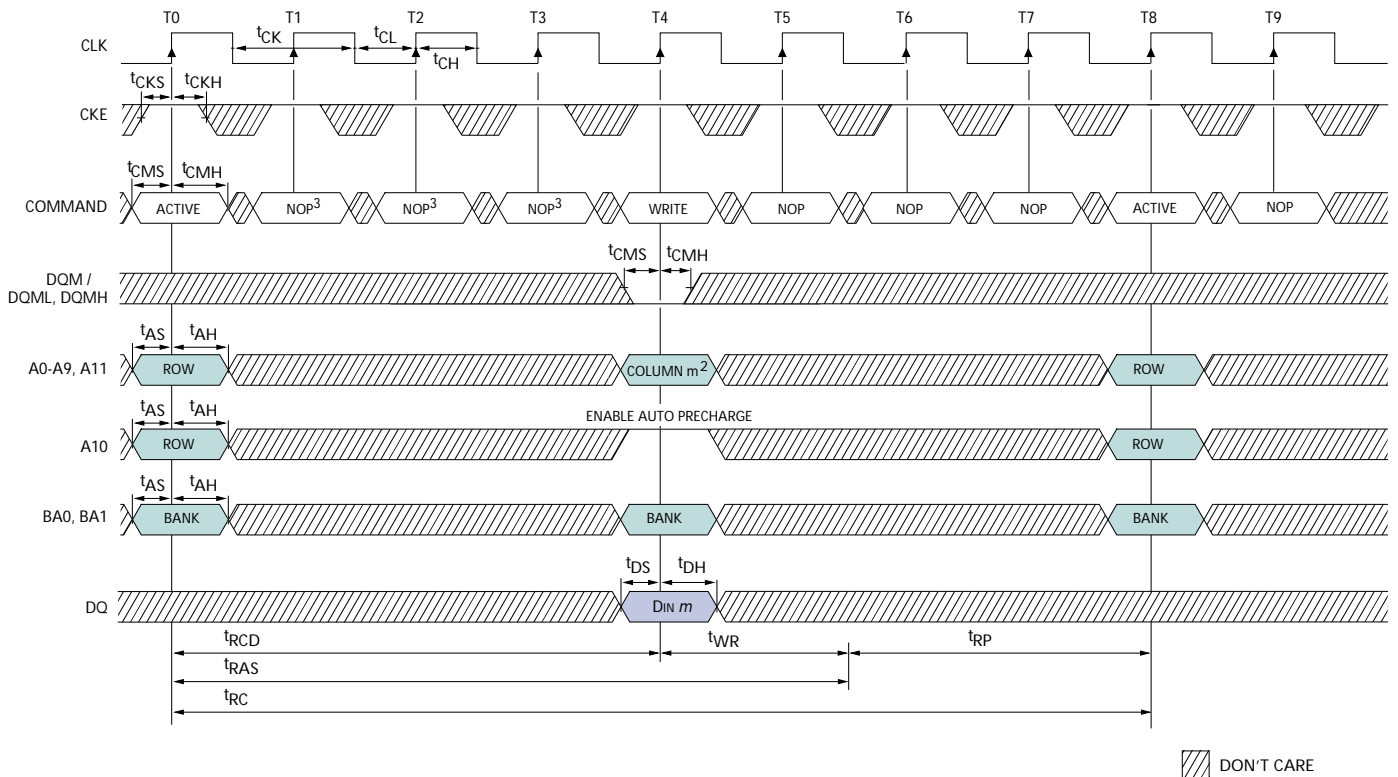 T0 T1 T2 T3 T4 T5 T6 T7 T8 T9
CLK tCK tCL tCH
tCKS tCKH
CKE
tCMS tCMH
COMMAND ACTIVE NOP3 NOP3 NOP3 WRITE NOP NOP NOP ACTIVE NOP
tCMS tCMH
DQM /
DQML, DQMH
tAS tAH
A0-A9, A11 ROW COLUMN m2 ROW
tAS tAH ENABLE AUTO PRECHARGE
A10 ROW ROW
tAS tAH
BA0, BA1 BANK BANK BANK
tDS tDH
DQ DIN m
tRCD tWR tRP
tRAS
tRC
DON'T CARE